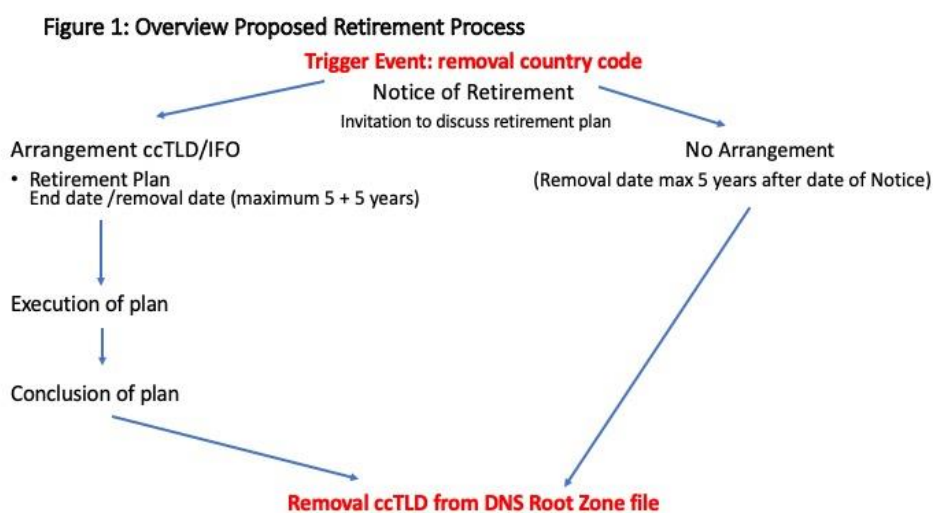 Figure 1: Overview Proposed Retirement Process
Trigger Event: removal country code
Notice of Retirement
Invitation to discuss retirement plan
Arrangement ccTLD/IFO
• Retirement Plan
End date /removal date (maximum 5 + 5 years)
No Arrangement
(Removal date max 5 years after date of Notice)
Execution of plan
Conclusion of plan
Removal ccTLD from DNS Root Zone file